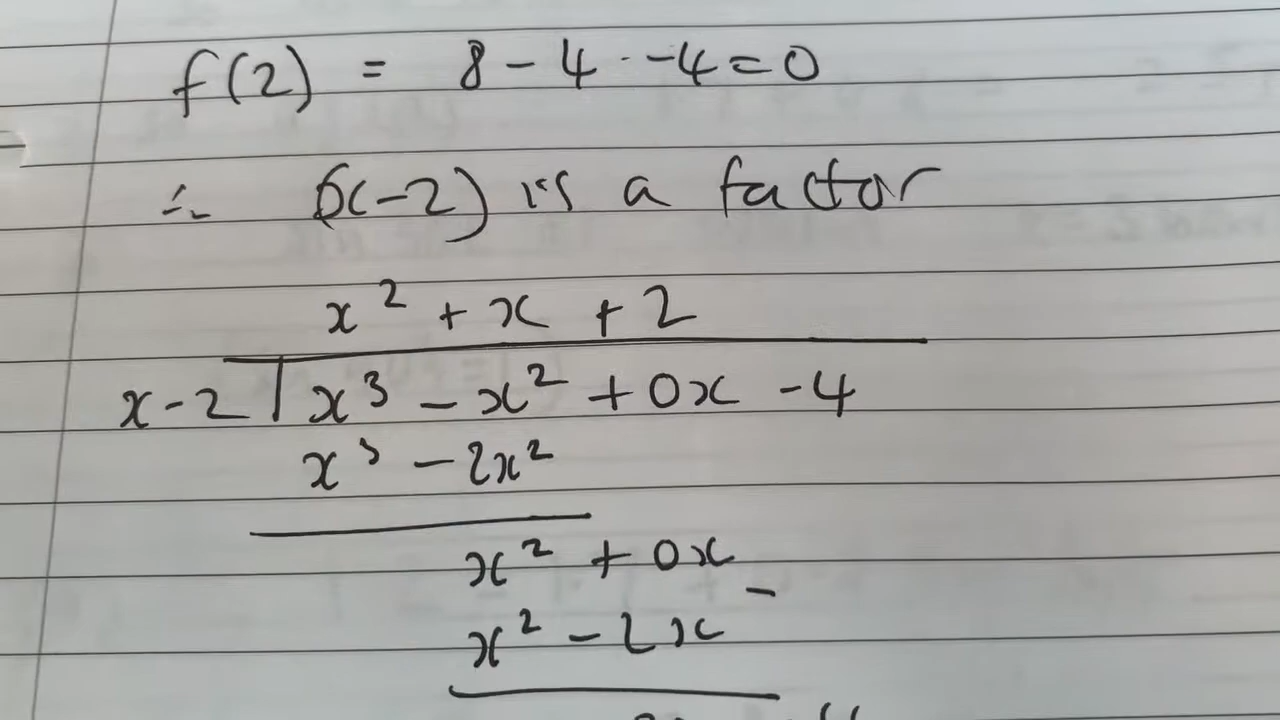 f(2) = 8 - 4 - -4 = 0
∴ (x-2) is a factor
x² + x + 2
x-2 | x³ - x² + 0x - 4
x³ - 2x²
x² + 0x
x² - 2x